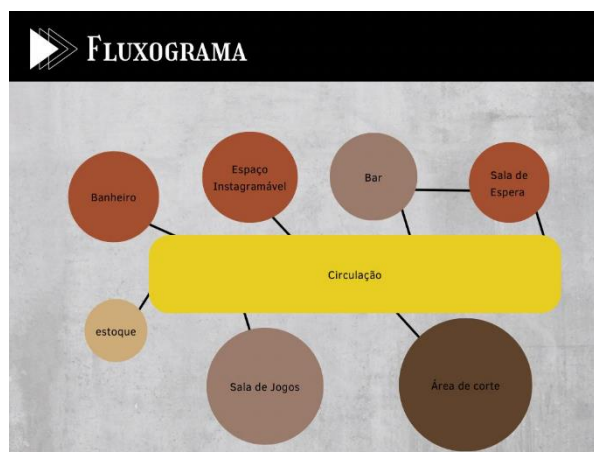 FLUXOGRAMA
Banheiro
Espaço
Instagramável
Bar
Sala de
Espera
Circulação
estoque
Sala de Jogos
Área de corte